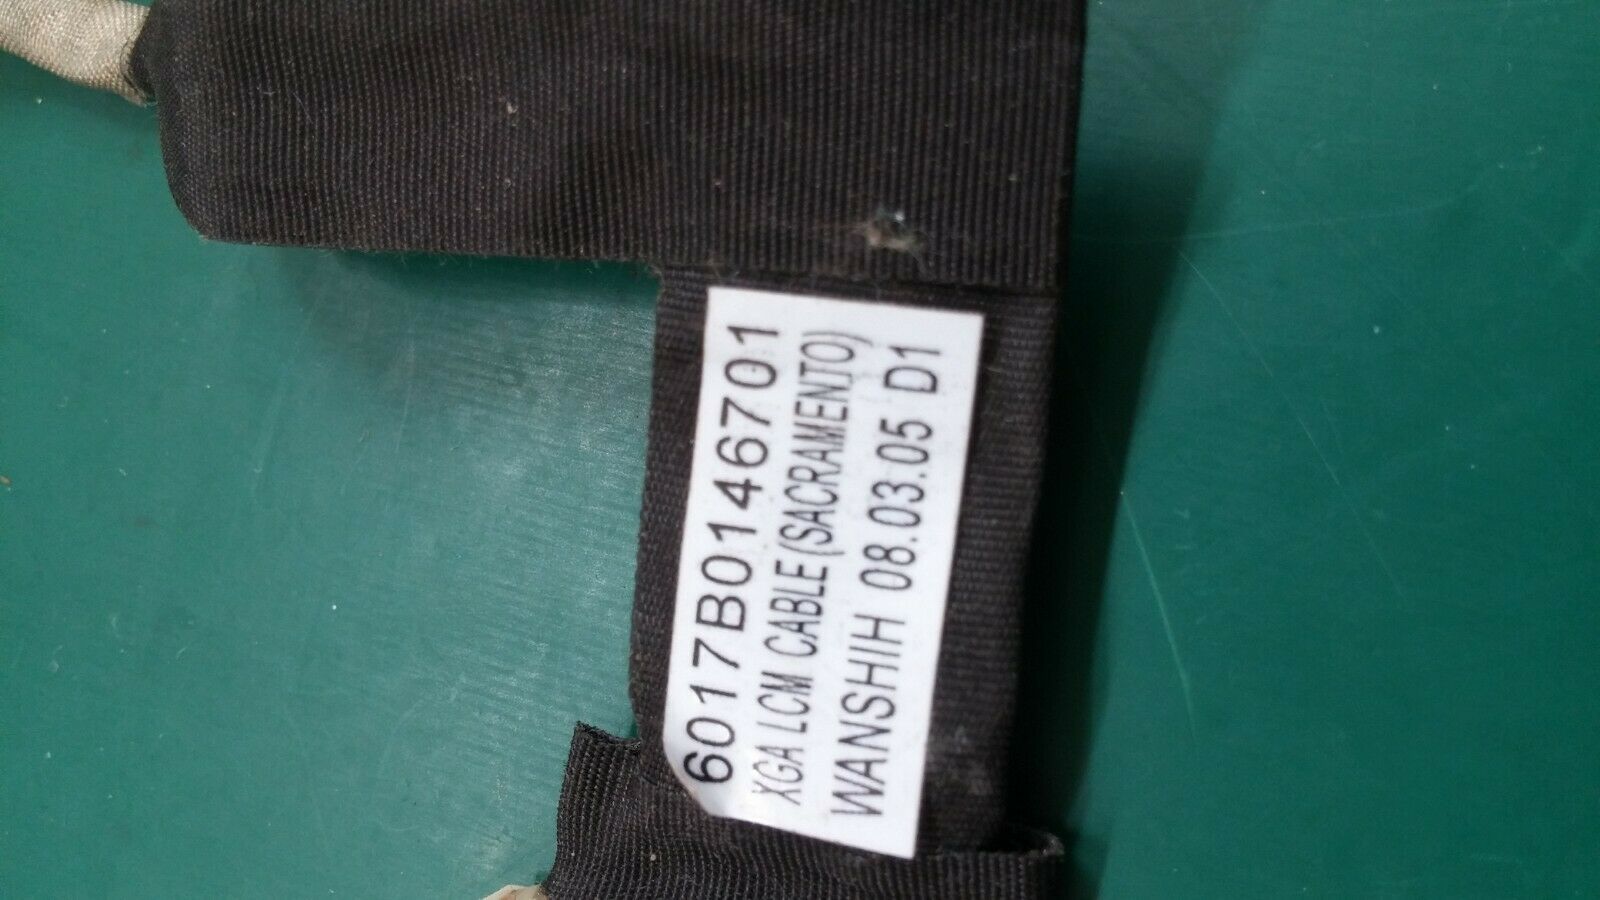 6017B0146701
XGA LCM CABLE(SACRAMENTO)
WANSHIH 08.03.05 D1